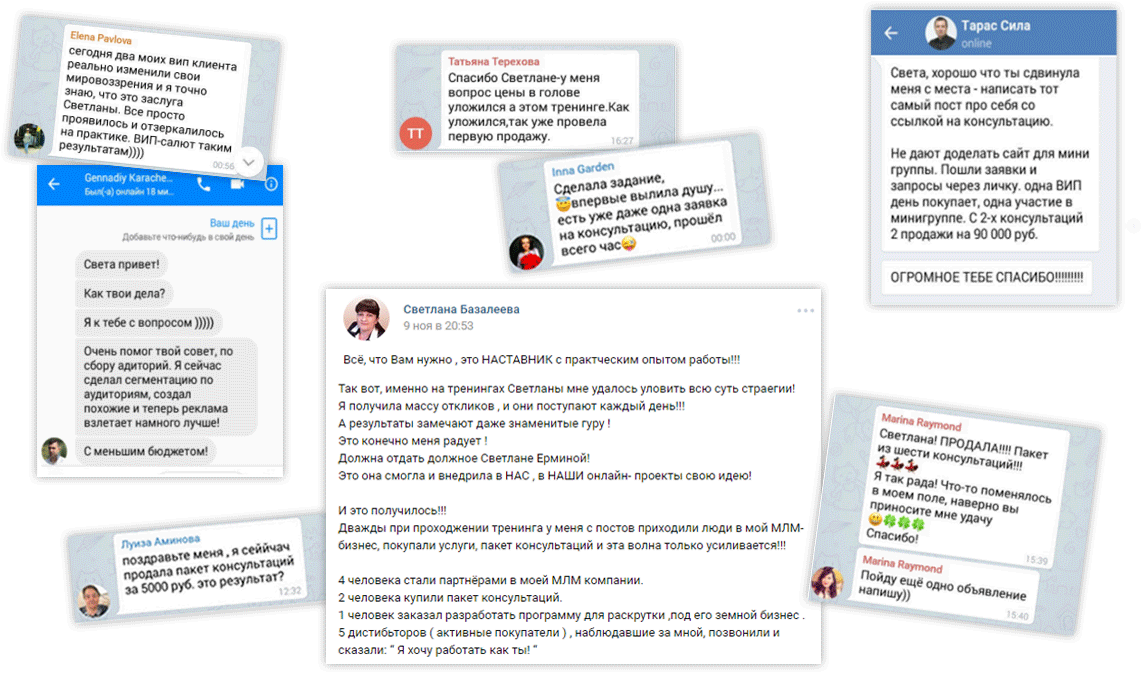 Elena Pavlova
сегодня два моих вип клиента
реально изменили свои
мировоззрения и я точно
знаю, что это заслуга
Светланы. Все просто
проявилось и отзеркалилось
на практике. ВИП-салют таким
результатам))))
00:56
Gennadiy Karache...
Был(-а) онлайн 18 ми...
Ваш день
Добавьте что-нибудь в свой день
Света привет!
Как твои дела?
Я к тебе с вопросом )))))
Очень помог твой совет, по
сбору адиторий. Я сейчас
сделал сегментацию по
аудиториям, создал
похожие и теперь реклама
взлетает намного лучше!
С меньшим бюджетом!
Луиза Аминова
поздравьте меня , я сеййчач
продала пакет консультаций
за 5000 руб. это результат?
12:32
Татьяна Терехова
Спасибо Светлане-у меня
вопрос цены в голове
уложился а этом тренинге.Как
уложился,так уже провела
первую продажу.
16:27
ТТ
Inna Garden
Сделала задание,
😇впервые вылила душу...
есть уже даже одна заявка
на консультацию, прошёл
всего час😜
00:00
Светлана Базалеева
9 ноя в 20:53
Всё, что Вам нужно , это НАСТАВНИК с практческим опытом работы!!!
Так вот, именно на тренингах Светланы мне удалось уловить всю суть страегии!
Я получила массу откликов , и они поступают каждый день!!!
А результаты замечают даже знаменитые гуру !
Это конечно меня радует !
Должна отдать должное Светлане Ерминой!
Это она смогла и внедрила в НАС , в НАШИ онлайн- проекты свою идею!
И это получилось!!!
Дважды при прохождении тренинга у меня с постов приходили люди в мой МЛМ-
бизнес, покупали услуги, пакет консультаций и эта волна только усиливается!!!
4 человека стали партнёрами в моей МЛМ компании.
2 человека купили пакет консультаций.
1 человек заказал разработать программу для раскрутки ,под его земной бизнес .
5 дистибьторов ( активные покупатели ) , наблюдавшие за мной, позвонили и
сказали: “ Я хочу работать как ты! “
Тарас Сила
online
Света, хорошо что ты сдвинула
меня с места - написать тот
самый пост про себя со
ссылкой на консультацию.
Не дают доделать сайт для мини
группы. Пошли заявки и
запросы через личку. одна ВИП
день покупает, одна участие в
минигруппе. С 2-х консультаций
2 продажи на 90 000 руб.
ОГРОМНОЕ ТЕБЕ СПАСИБО!!!!!!!!!
Marina Raymond
Светлана! ПРОДАЛА!!!! Пакет
из шести консультаций!!!
💃💃💃
Я так рада! Что-то поменялось
в моем поле, наверно вы
приносите мне удачу
😀🍀🍀🍀
Спасибо!
15:39
Marina Raymond
Пойду ещё одно объявление
напишу))
15:40